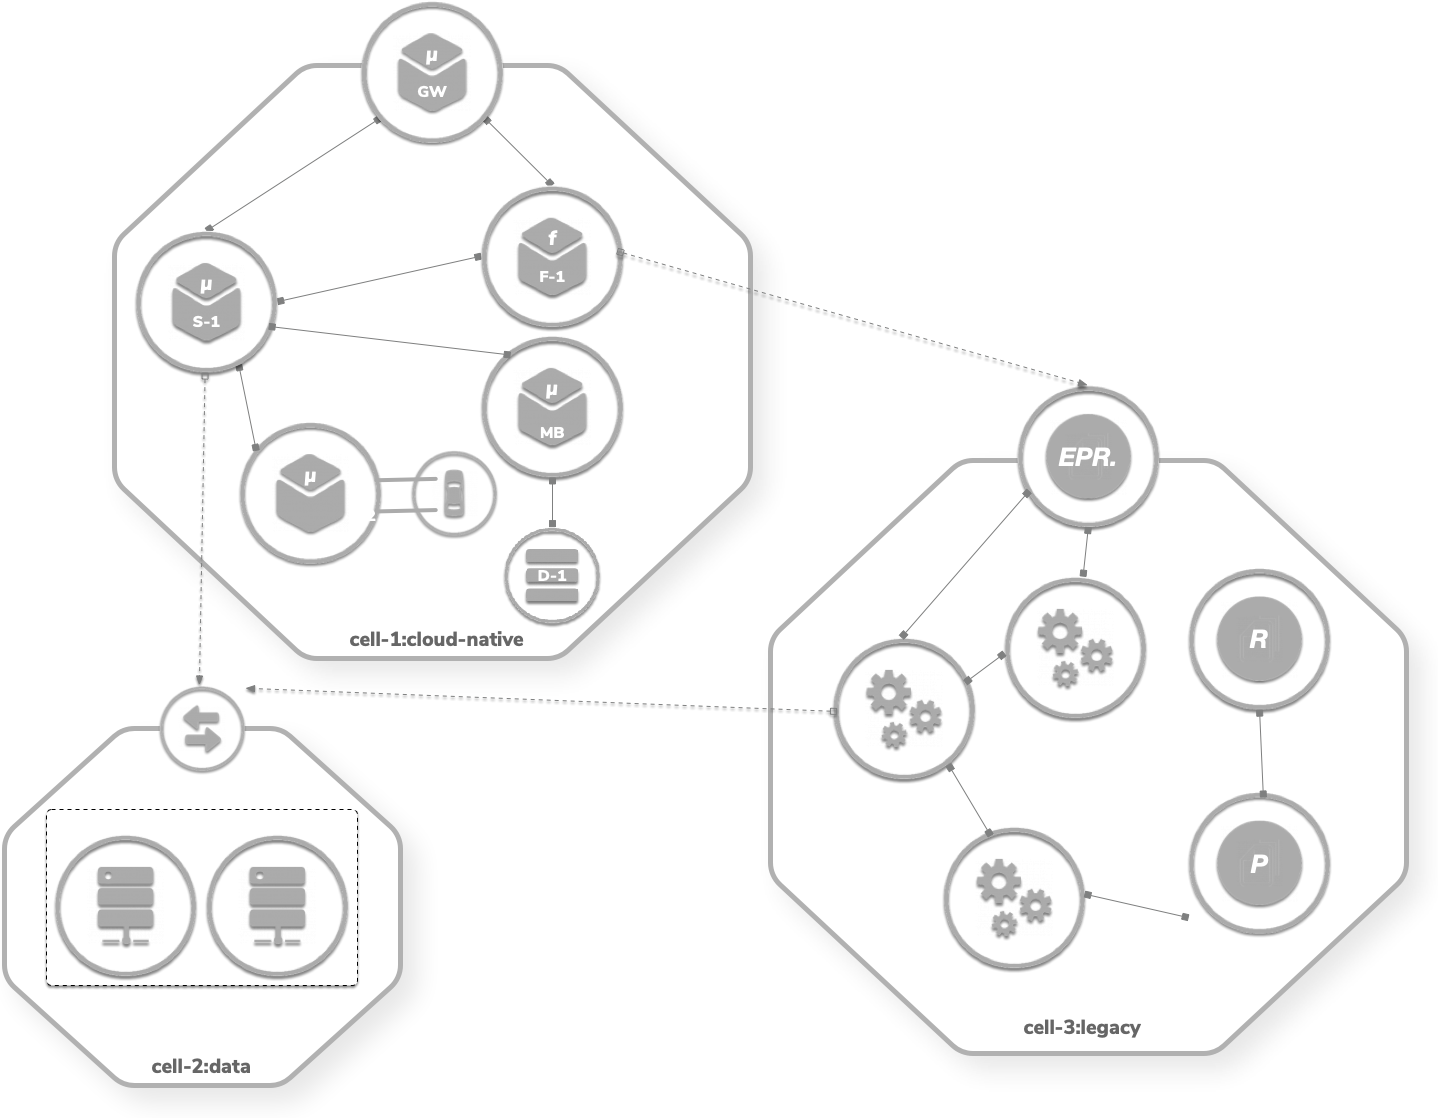 μ
GW
f
F-1
μ
S-1
μ
MB
μ
D-1
cell-1:cloud-native
EPR.
R
P
cell-3:legacy
cell-2:data